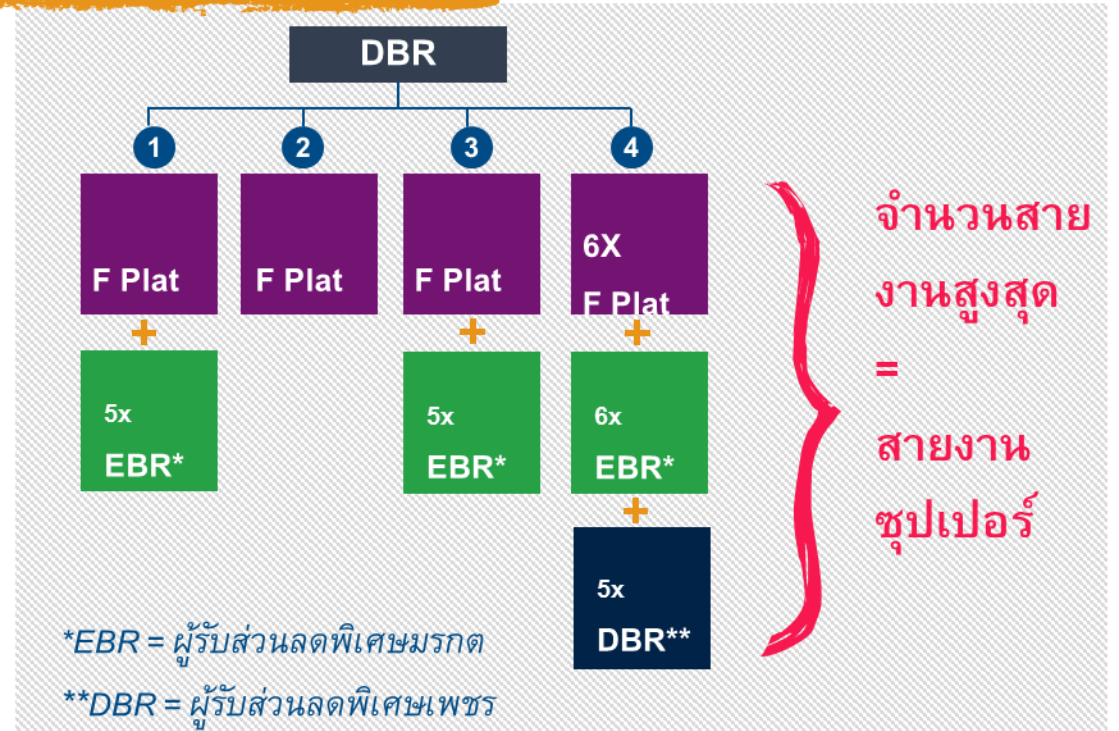 DBR
1
2
3
4
F Plat
F Plat
F Plat
6X
F Plat
+
+
+
5x
EBR*
5x
EBR*
6x
EBR*
+
5x
DBR**
จำนวนสาย
งานสูงสุด
=
สายงาน
ซุปเปอร์
*EBR = ผู้รับส่วนลดพิเศษมรกต
**DBR = ผู้รับส่วนลดพิเศษเพชร